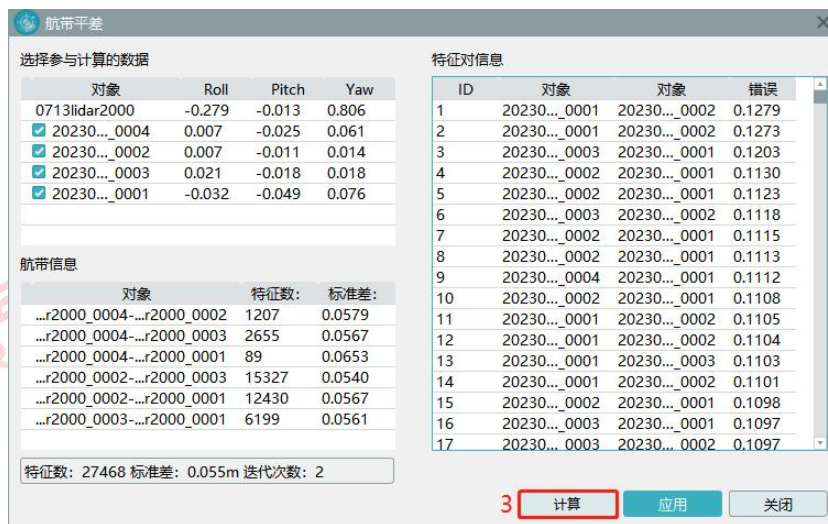 航带平差
选择参与计算的数据
对象 Roll Pitch Yaw
0713lidar2000 -0.279 -0.013 0.806
20230..._0004 0.007 -0.025 0.061
20230..._0002 0.007 -0.011 0.014
20230..._0003 0.021 -0.018 0.018
20230..._0001 -0.032 -0.049 0.076
航带信息
对象 特征数: 标准差:
...r2000_0004-...r2000_0002 1207 0.0579
...r2000_0004-...r2000_0003 2655 0.0567
...r2000_0004-...r2000_0001 89 0.0653
...r2000_0002-...r2000_0003 15327 0.0540
...r2000_0002-...r2000_0001 12430 0.0567
...r2000_0003-...r2000_0001 6199 0.0561
特征数: 27468 标准差: 0.055m 迭代次数: 2
特征对信息
ID 对象 对象 错误
1 20230..._0001 20230..._0002 0.1279
2 20230..._0001 20230..._0002 0.1273
3 20230..._0003 20230..._0001 0.1203
4 20230..._0002 20230..._0001 0.1130
5 20230..._0002 20230..._0001 0.1123
6 20230..._0003 20230..._0002 0.1118
7 20230..._0002 20230..._0001 0.1115
8 20230..._0002 20230..._0001 0.1113
9 20230..._0004 20230..._0001 0.1112
10 20230..._0002 20230..._0001 0.1108
11 20230..._0001 20230..._0002 0.1105
12 20230..._0001 20230..._0002 0.1104
13 20230..._0001 20230..._0003 0.1103
14 20230..._0001 20230..._0002 0.1101
15 20230..._0002 20230..._0001 0.1098
16 20230..._0003 20230..._0001 0.1097
17 20230..._0003 20230..._0002 0.1097
3 计算 应用 关闭